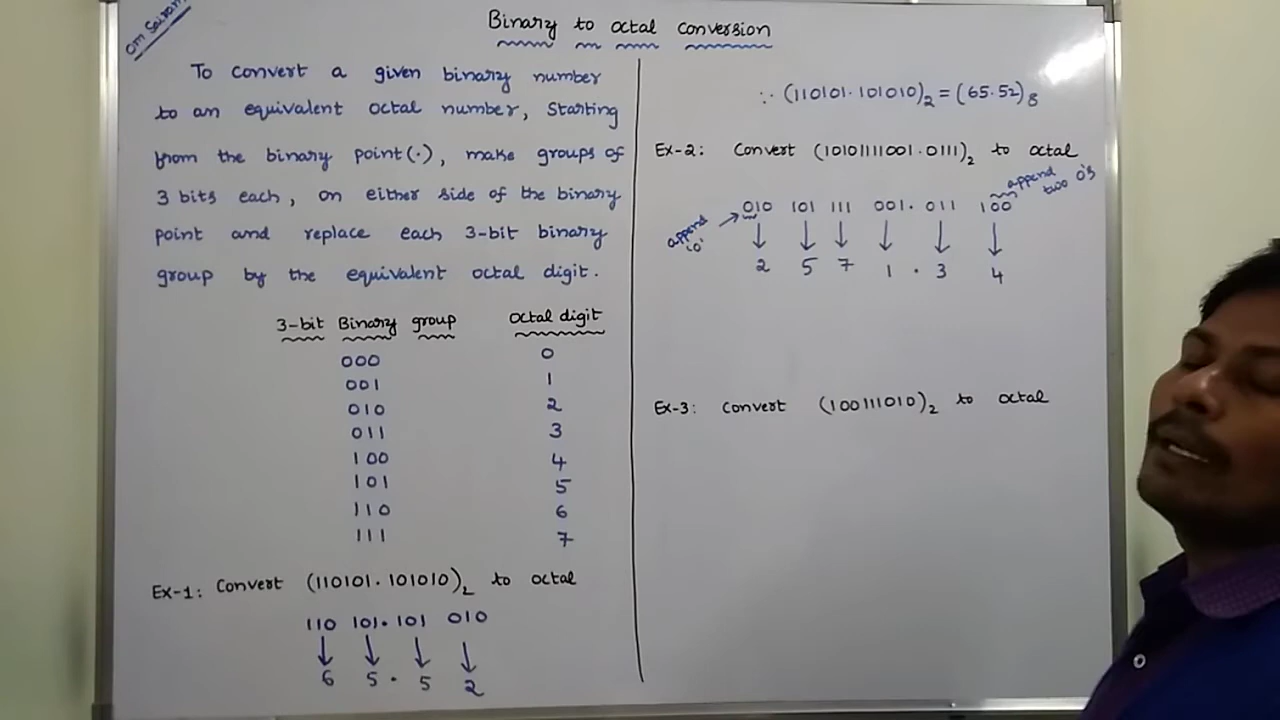 Om Sairam
Binary to octal conversion
To convert a given binary number
to an equivalent octal number, starting
from the binary point(.), make groups of
3 bits each, on either side of the binary
point and replace each 3-bit binary
group by the equivalent octal digit.
3-bit Binary group octal digit
000 0
001 1
010 2
011 3
100 4
101 5
110 6
111 7
Ex-1: Convert (110101.101010)₂ to octal
110 101.101 010
↓ ↓ ↓ ↓
6 5 . 5 2
∵ (110101.101010)₂ = (65.52)₈
Ex-2: Convert (10101111001.0111)₂ to octal
append two 0's
append '0' → 010 101 111 001.011 100
↓ ↓ ↓ ↓ ↓ ↓
2 5 7 1 . 3 4
Ex-3: Convert (100111010)₂ to octal